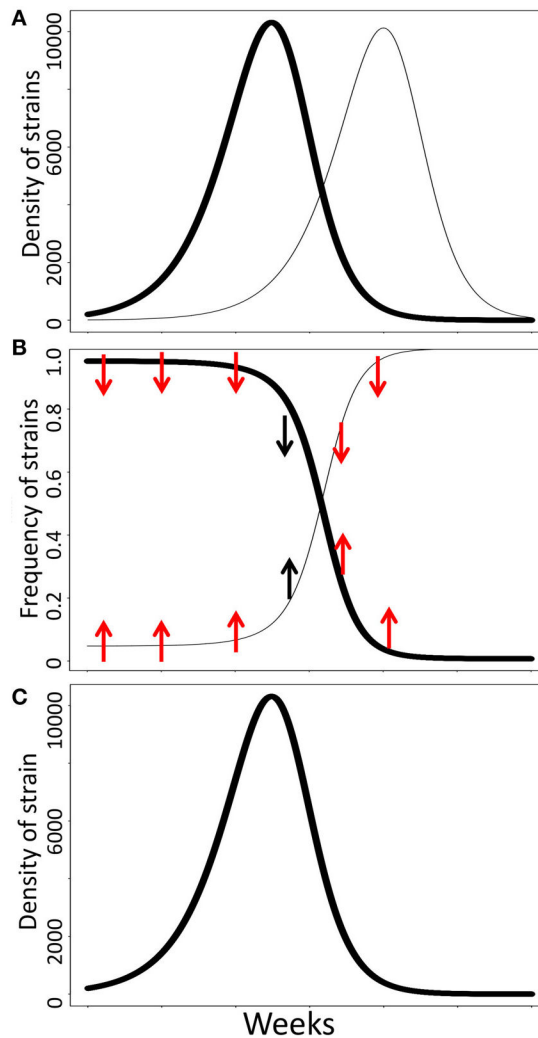 A
Density of strains
0 2000 6000 10000
B
Frequency of strains
0 0.2 0.4 0.6 0.8 1.0
C
Density of strain
0 2000 6000 10000
Weeks